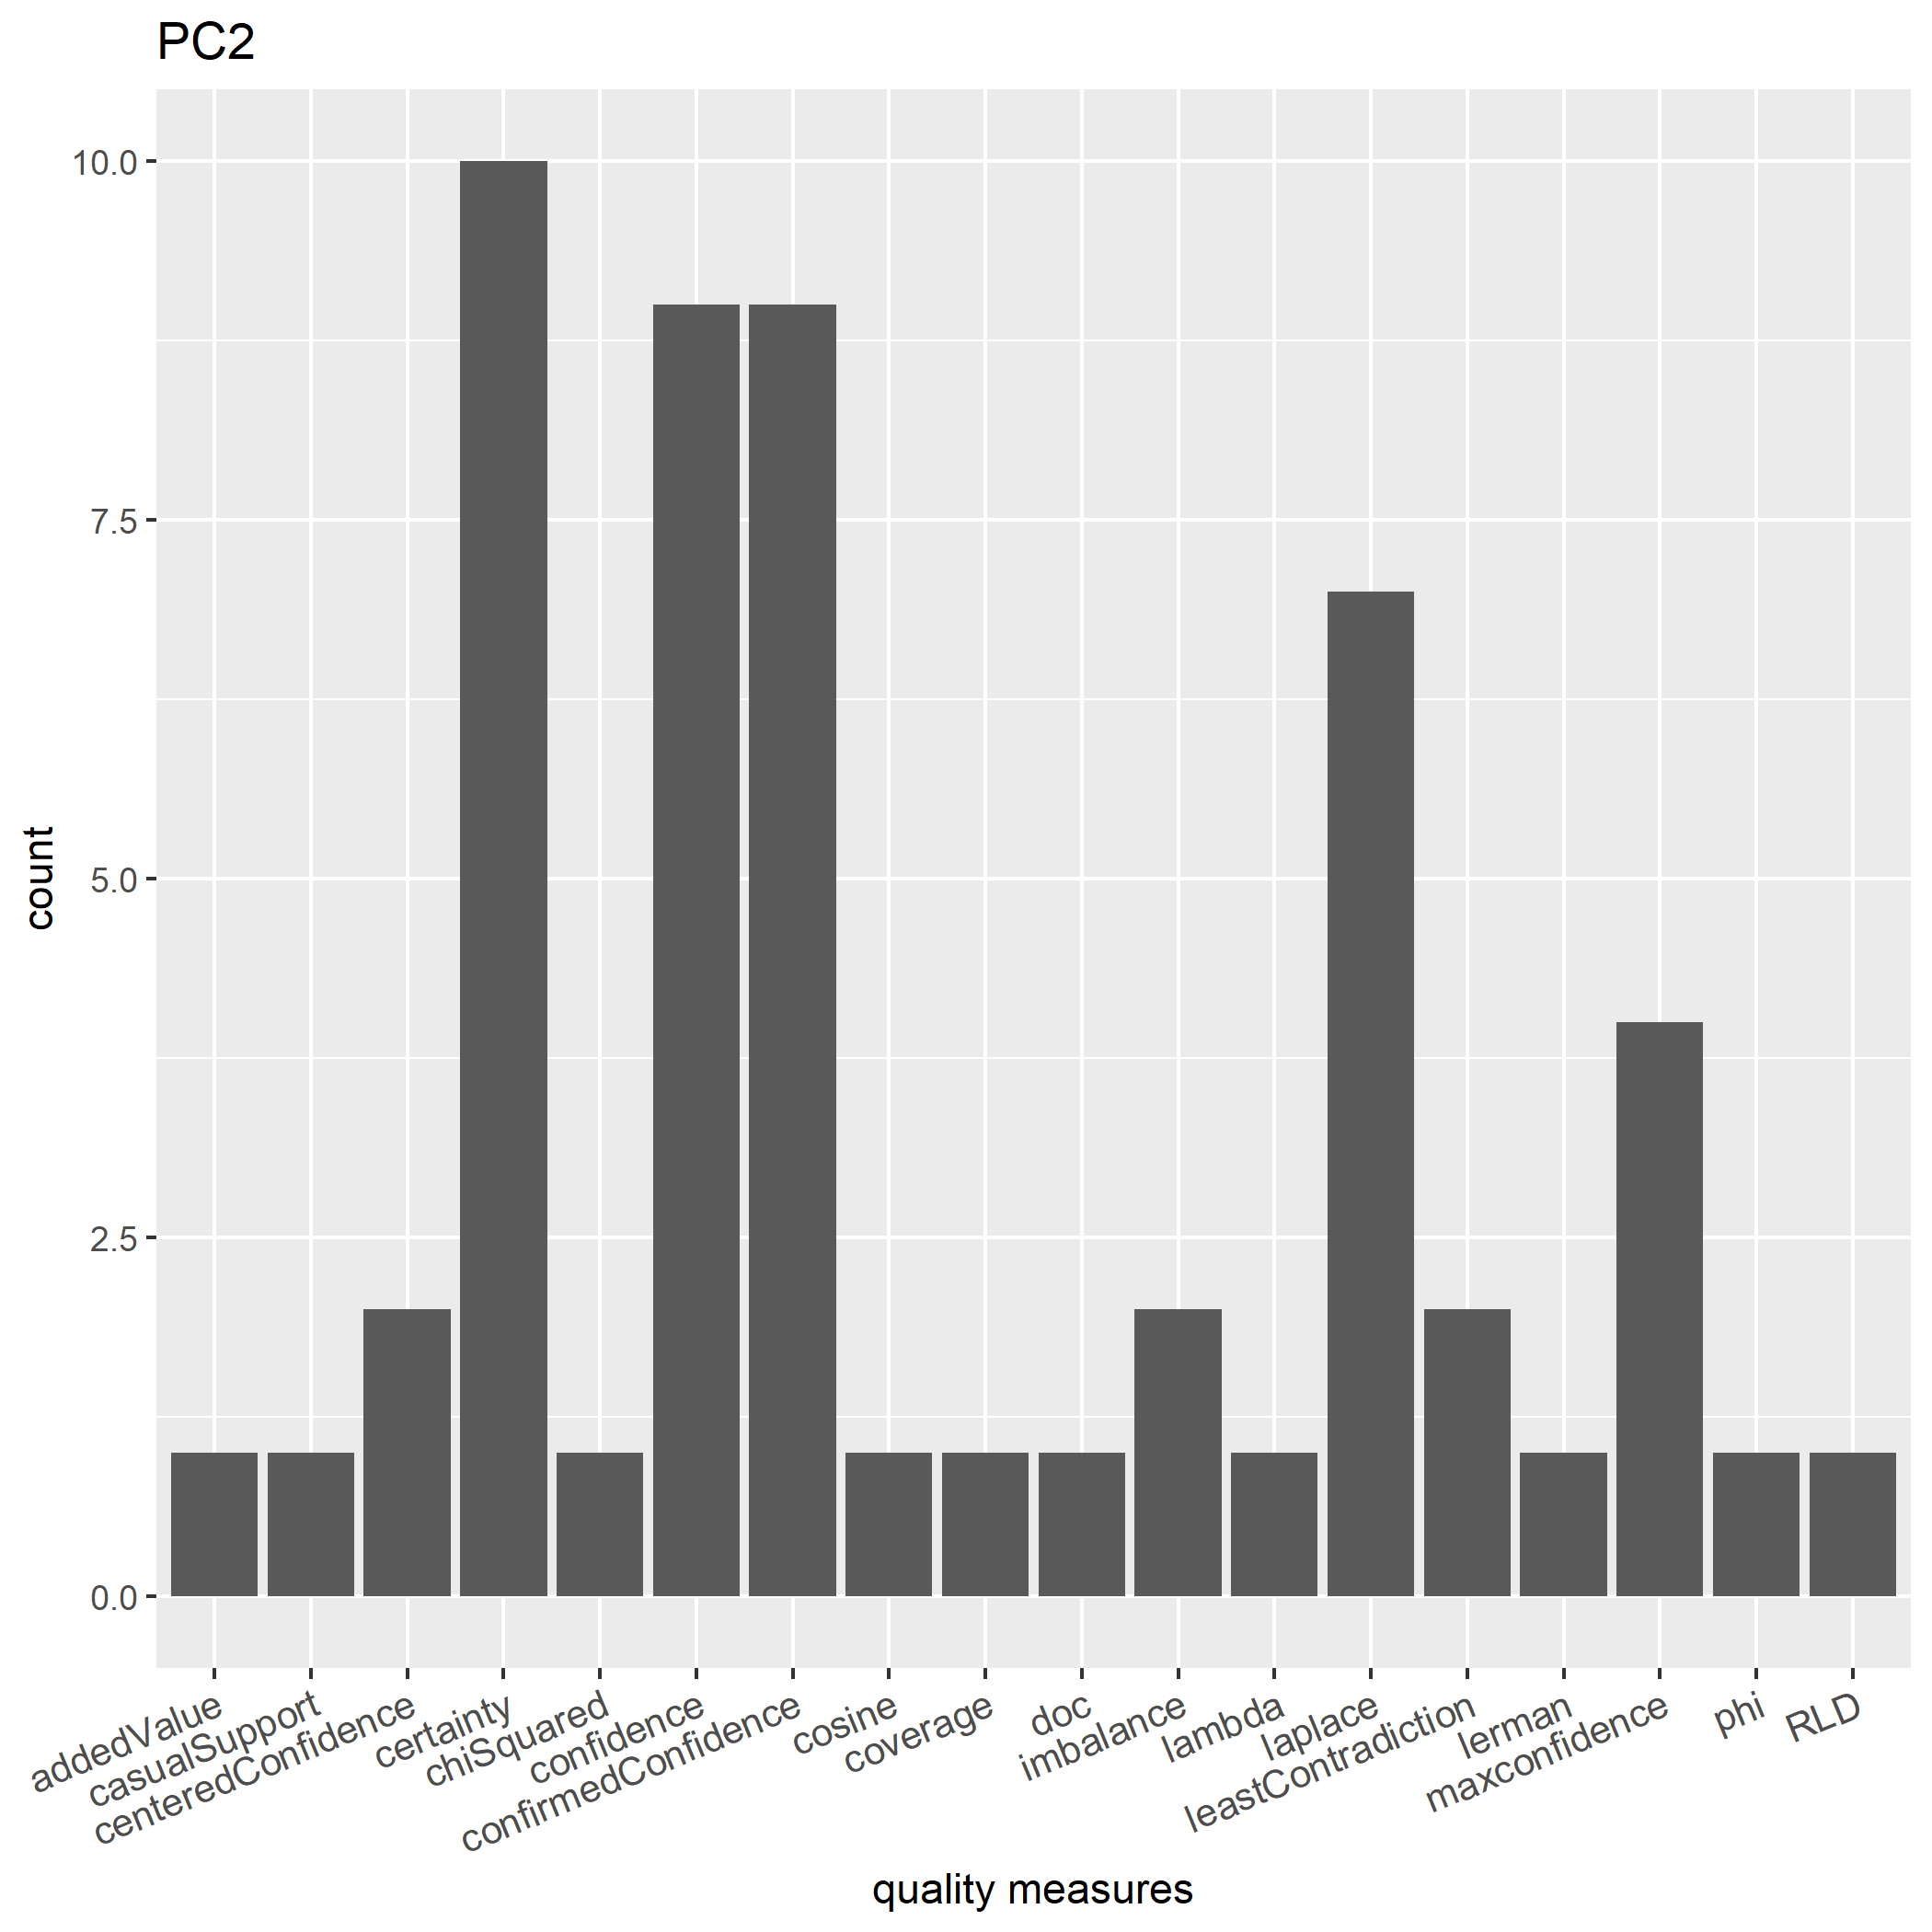 PC2
10.0
7.5
5.0
2.5
0.0
count
addedValue
casualSupport
centeredConfidence
certainty
chiSquared
confidence
confirmedConfidence
cosine
coverage
doc
imbalance
lambda
laplace
leastContradiction
lerman
maxconfidence
phi
RLD
quality measures